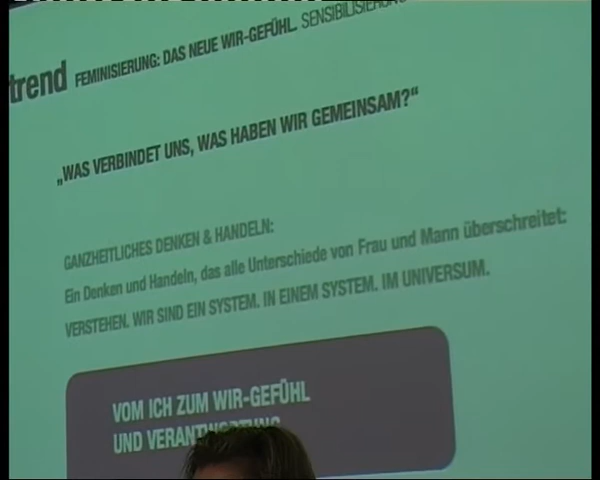 trend FEMINISIERUNG: DAS NEUE WIR-GEFÜHL. SENSIBILISIERUNG
„WAS VERBINDET UNS, WAS HABEN WIR GEMEINSAM?“
GANZHEITLICHES DENKEN & HANDELN:
Ein Denken und Handeln, das alle Unterschiede von Frau und Mann überschreitet:
VERSTEHEN. WIR SIND EIN SYSTEM. IN EINEM SYSTEM. IM UNIVERSUM.
VOM ICH ZUM WIR-GEFÜHL
UND VERANTWORTUNG